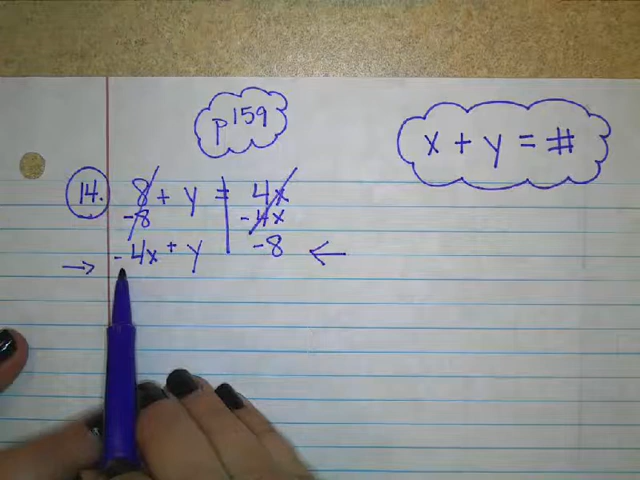 p159
x + y = #
14. 8 + y = 4x
-8 -4x
-4x + y -8